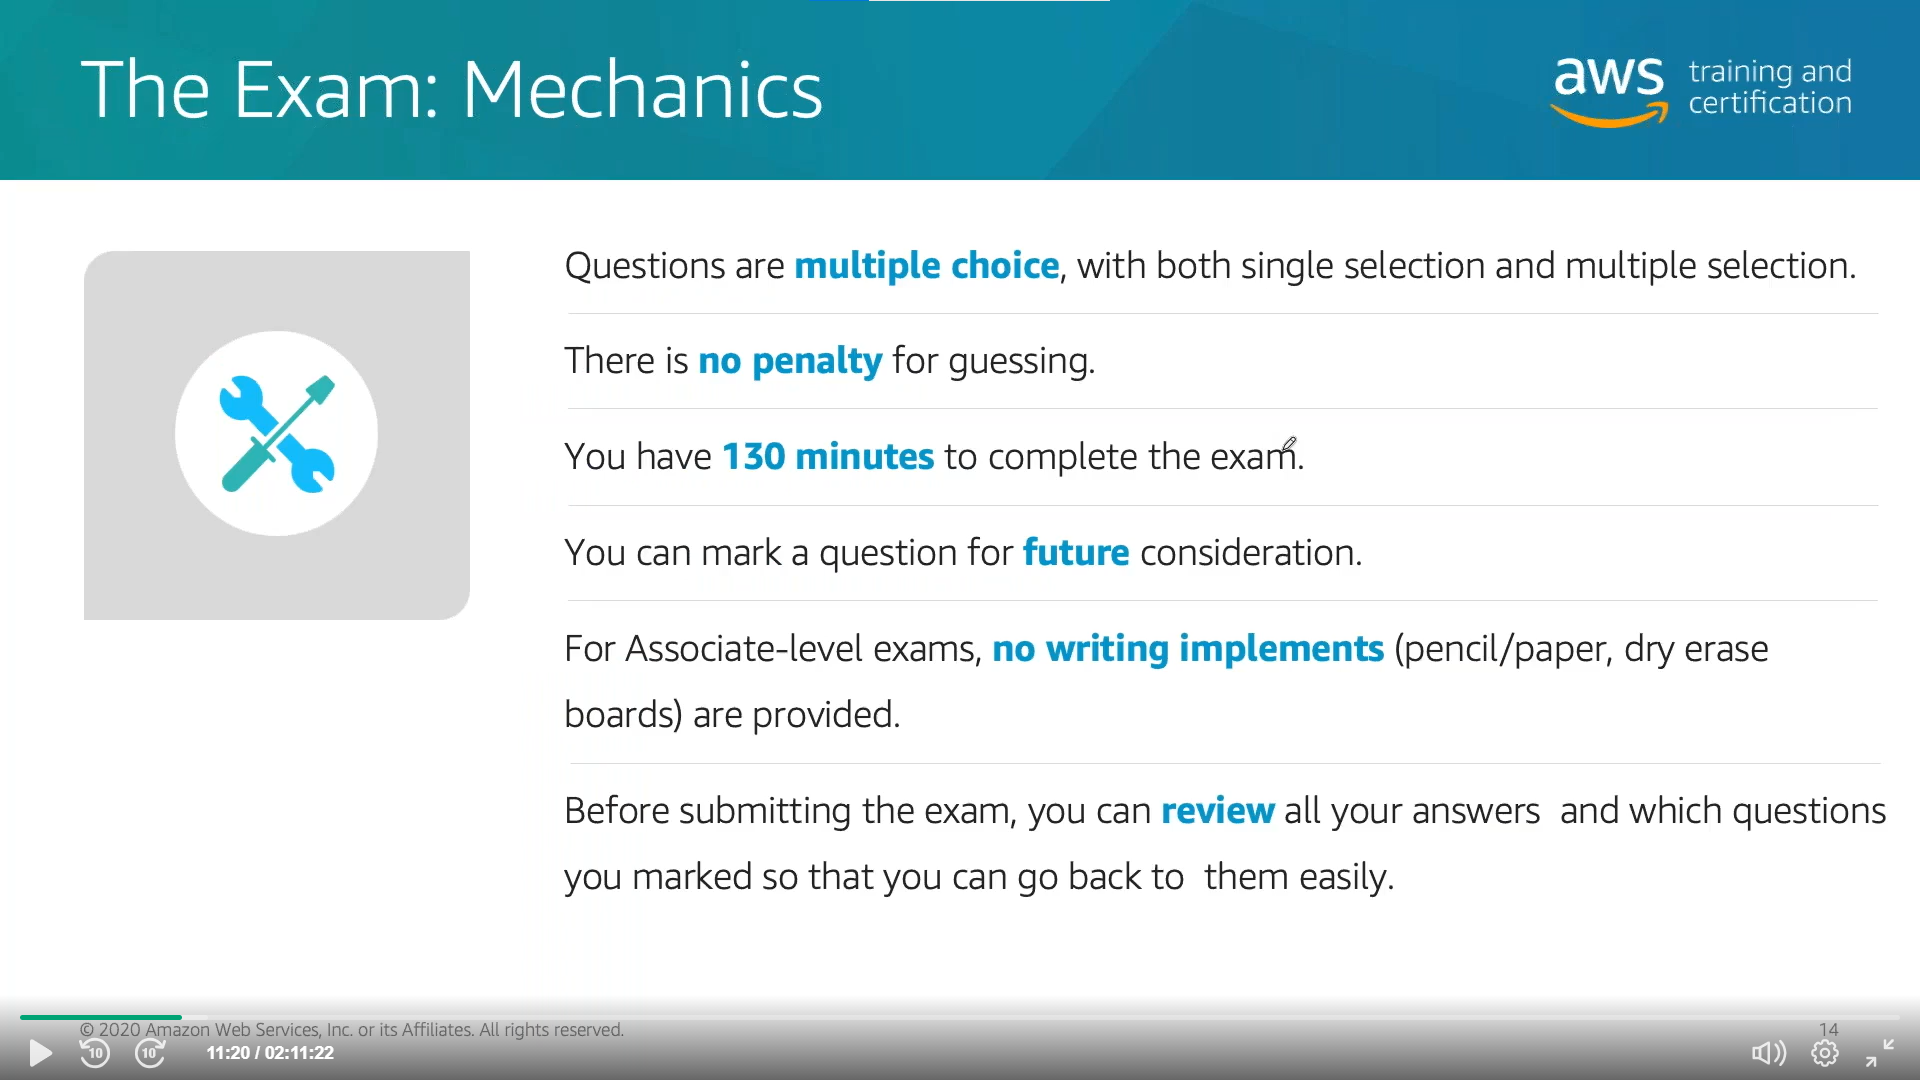 The Exam: Mechanics
aws training and
certification
Questions are multiple choice, with both single selection and multiple selection.
There is no penalty for guessing.
You have 130 minutes to complete the exam.
You can mark a question for future consideration.
For Associate-level exams, no writing implements (pencil/paper, dry erase
boards) are provided.
Before submitting the exam, you can review all your answers  and which questions
you marked so that you can go back to  them easily.
© 2020 Amazon Web Services, Inc. or its Affiliates. All rights reserved.
14
10
10
11:20 / 02:11:22